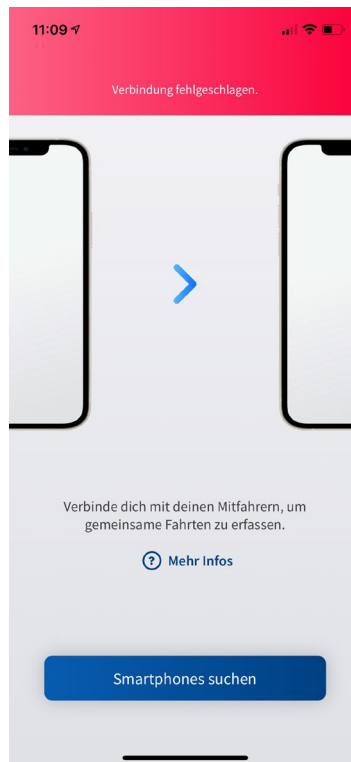 11:09
Verbindung fehlgeschlagen.
Verbinde dich mit deinen Mitfahrern, um
gemeinsame Fahrten zu erfassen.
? Mehr Infos
Smartphones suchen